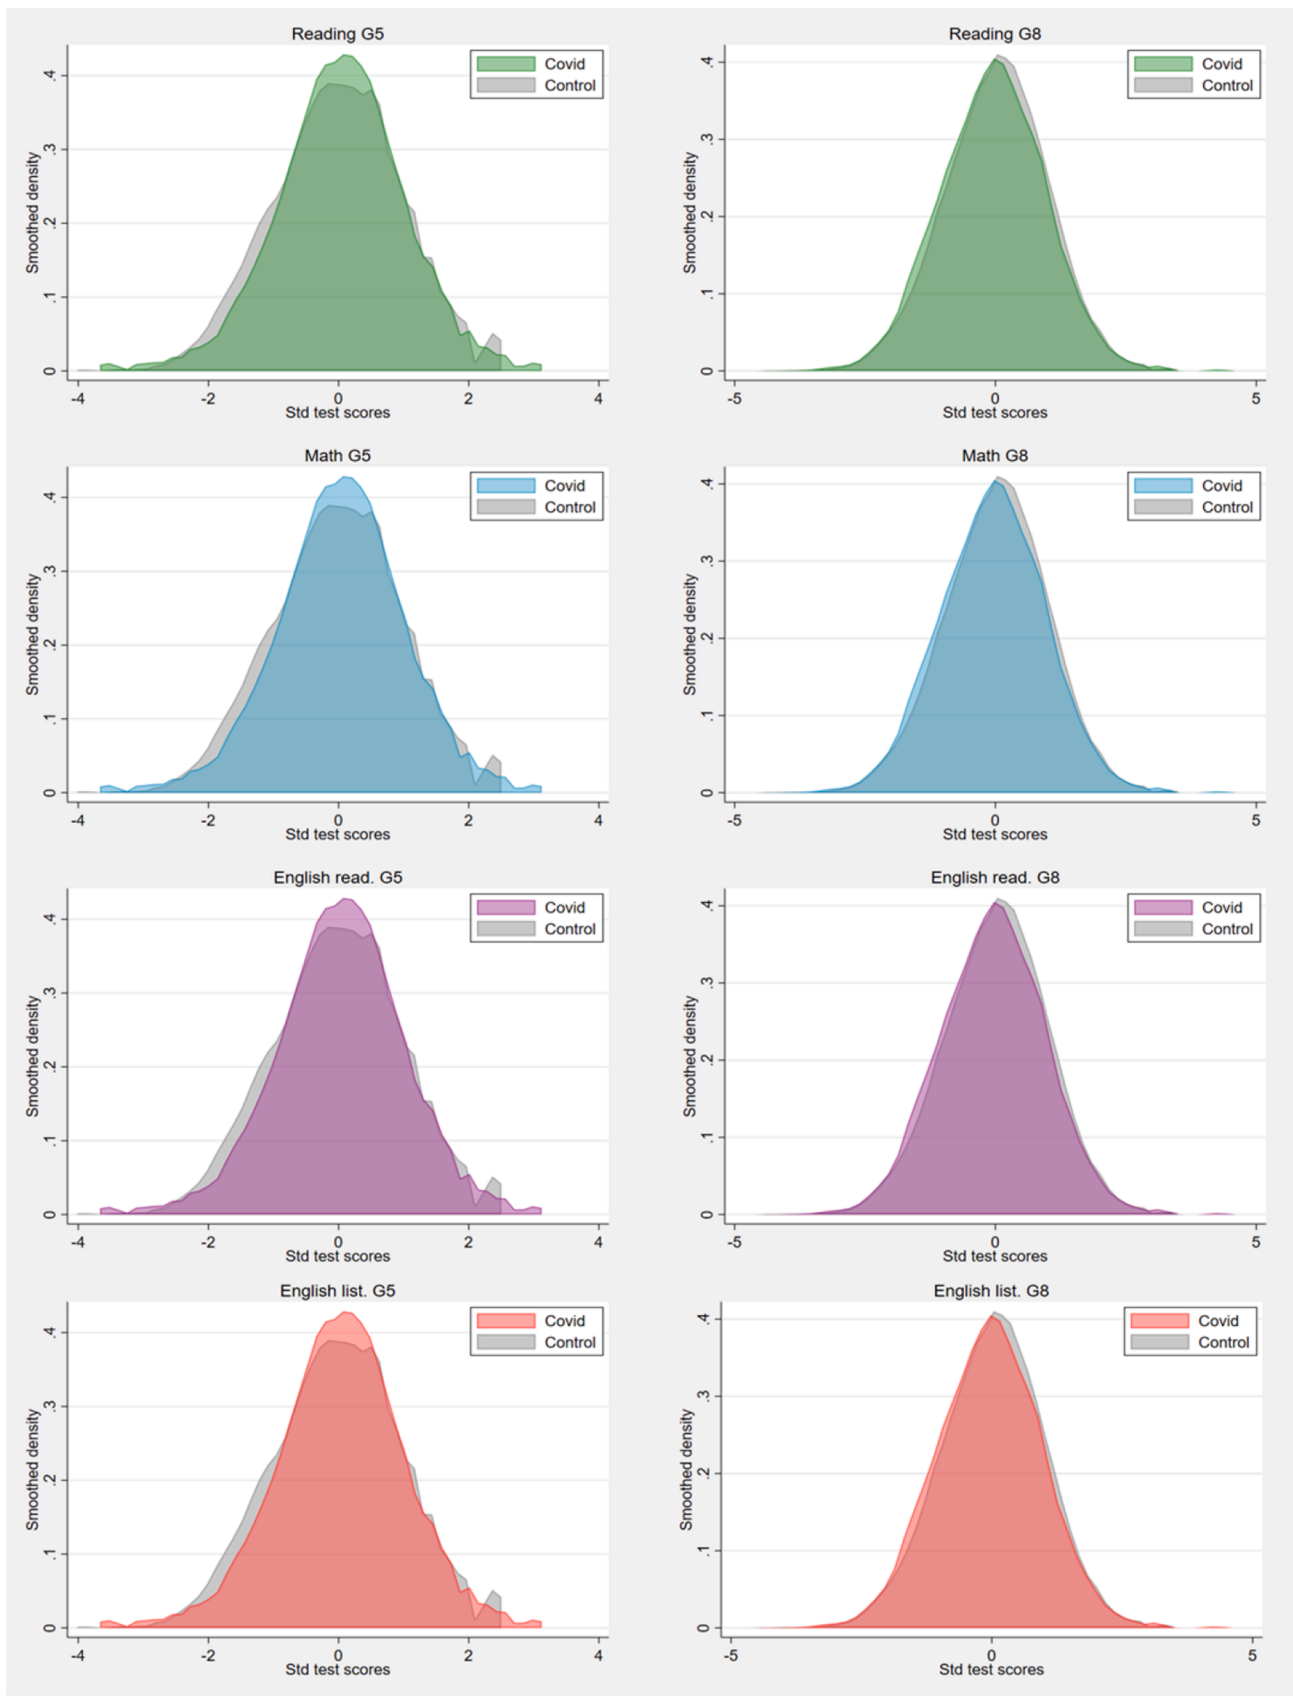 Reading G5
Covid
Control
Smoothed density
.4
.3
.2
.1
0
-4 -2 0 2 4
Std test scores
Reading G8
Covid
Control
Smoothed density
.4
.3
.2
.1
0
-5 0 5
Std test scores
Math G5
Covid
Control
Smoothed density
.4
.3
.2
.1
0
-4 -2 0 2 4
Std test scores
Math G8
Covid
Control
Smoothed density
.4
.3
.2
.1
0
-5 0 5
Std test scores
English read. G5
Covid
Control
Smoothed density
.4
.3
.2
.1
0
-4 -2 0 2 4
Std test scores
English read. G8
Covid
Control
Smoothed density
.4
.3
.2
.1
0
-5 0 5
Std test scores
English list. G5
Covid
Control
Smoothed density
.4
.3
.2
.1
0
-4 -2 0 2 4
Std test scores
English list. G8
Covid
Control
Smoothed density
.4
.3
.2
.1
0
-5 0 5
Std test scores